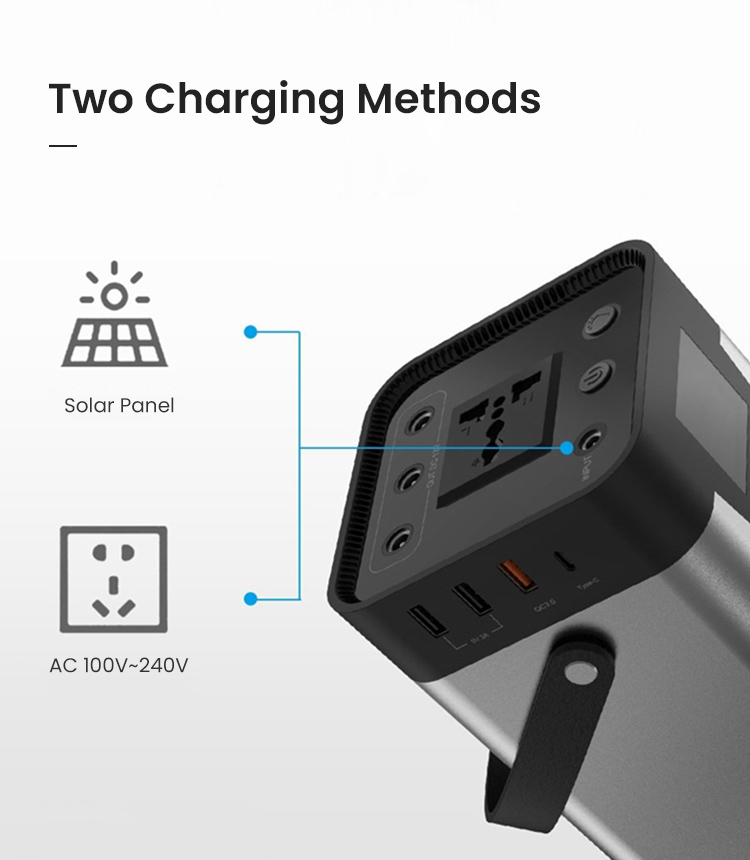 Two Charging Methods
Solar Panel
AC 100V~240V
INPUT
QC3.0
Type-C